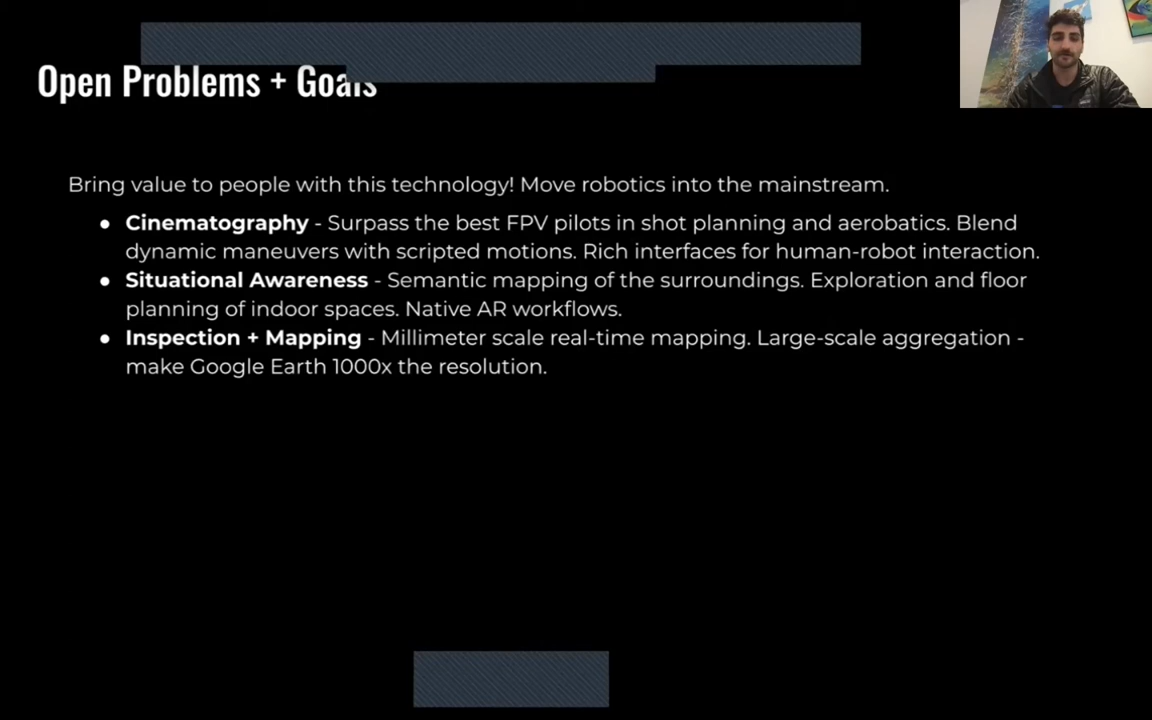 Open Problems + Goals
Bring value to people with this technology! Move robotics into the mainstream.
● Cinematography - Surpass the best FPV pilots in shot planning and aerobatics. Blend
dynamic maneuvers with scripted motions. Rich interfaces for human-robot interaction.
● Situational Awareness - Semantic mapping of the surroundings. Exploration and floor
planning of indoor spaces. Native AR workflows.
● Inspection + Mapping - Millimeter scale real-time mapping. Large-scale aggregation -
make Google Earth 1000x the resolution.